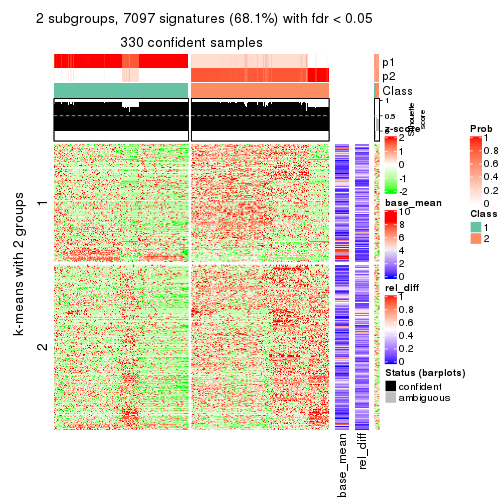 2 subgroups, 7097 signatures (68.1%) with fdr < 0.05
330 confident samples
p1
p2
Class
1
0.5
0
Silhouette
score
k-means with 2 groups
1
2
base_mean
rel_diff
z-score
2
1
0
-1
-2
base_mean
10
8
6
4
2
0
rel_diff
1
0.8
0.6
0.4
0.2
0
Status (barplots)
confident
ambiguous
Prob
1
0.8
0.6
0.4
0.2
0
Class
1
2